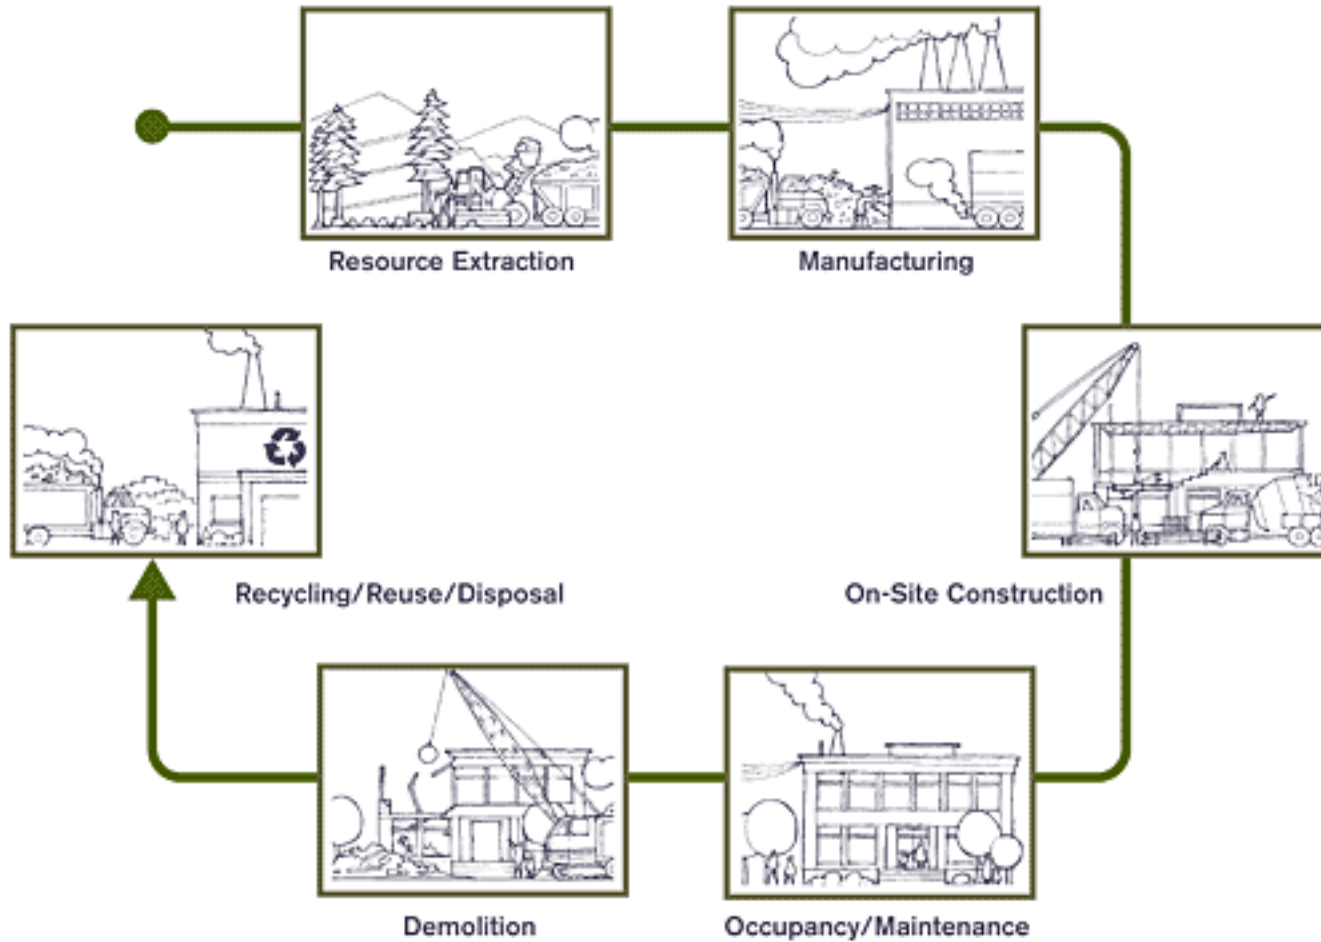 Resource Extraction
Manufacturing
On-Site Construction
Occupancy/Maintenance
Demolition
Recycling/Reuse/Disposal